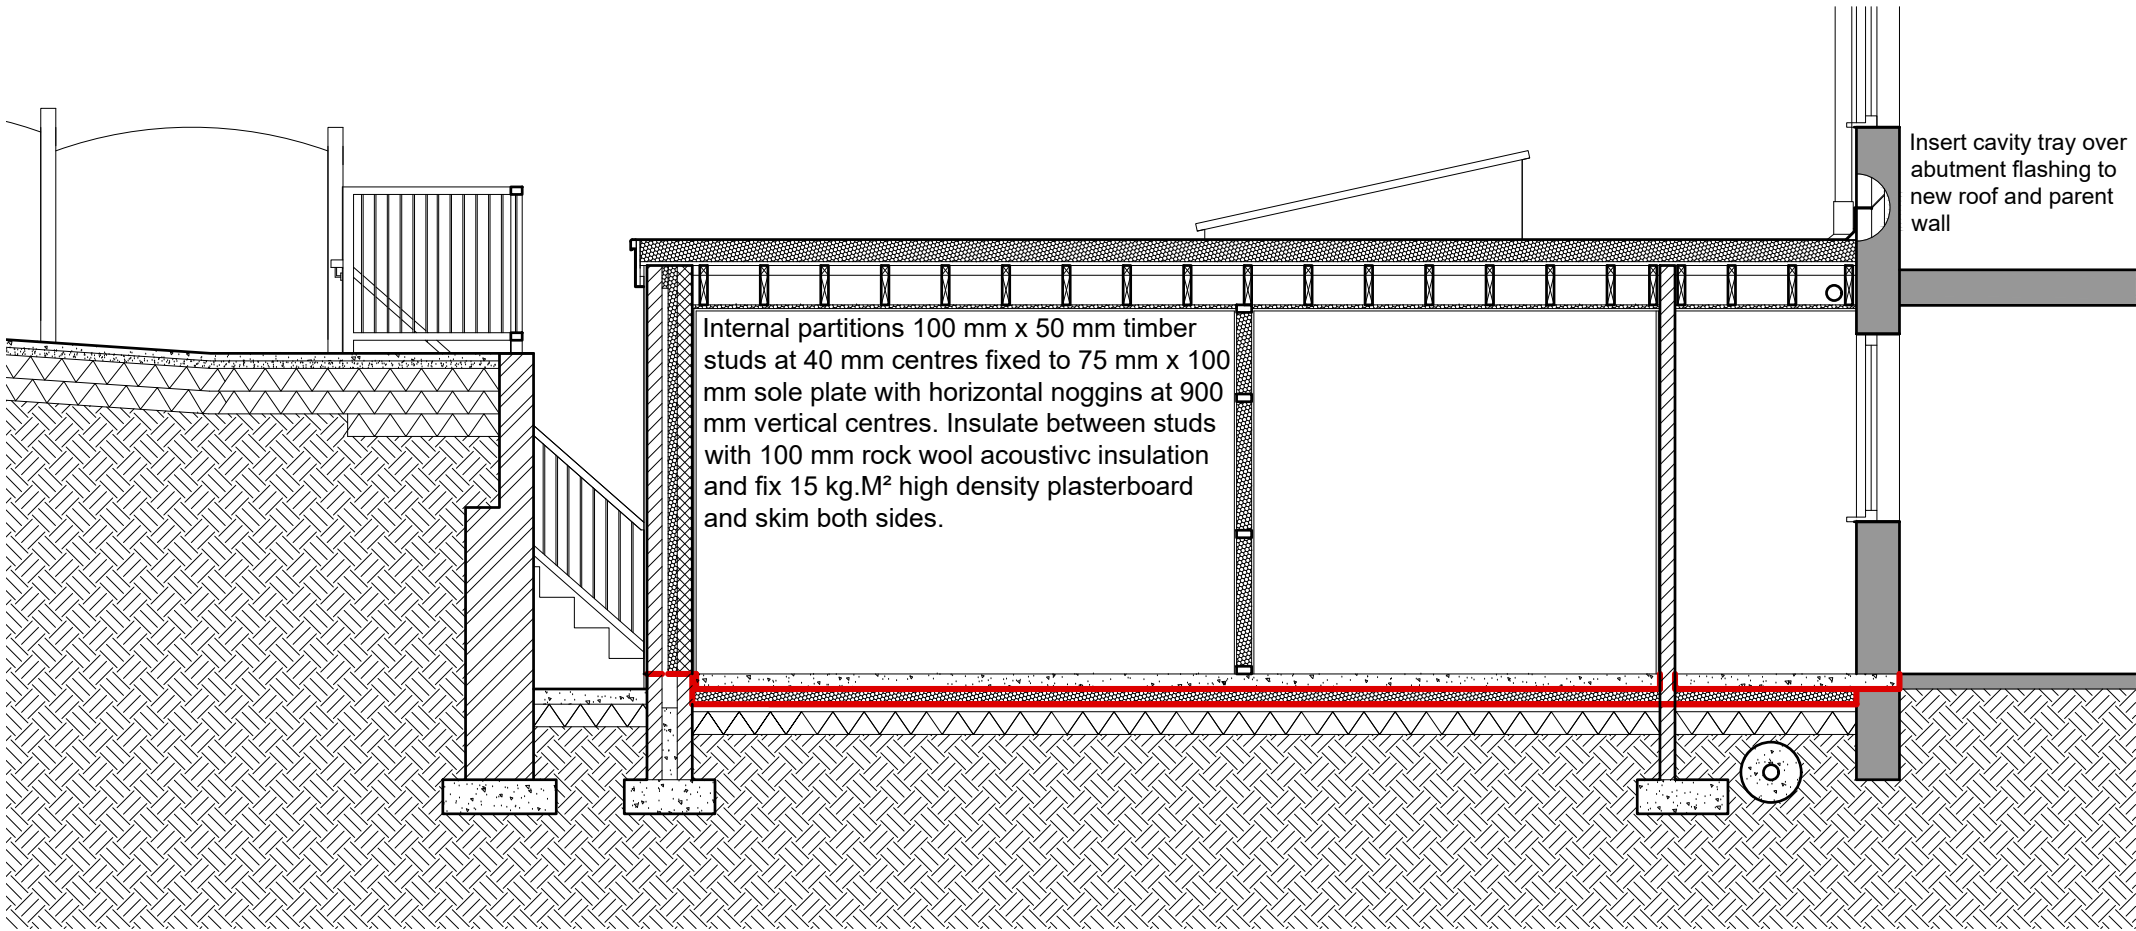 Insert cavity tray over
abutment flashing to
new roof and parent
wall
Internal partitions 100 mm x 50 mm timber
studs at 40 mm centres fixed to 75 mm x 100
mm sole plate with horizontal noggins at 900
mm vertical centres. Insulate between studs
with 100 mm rock wool acoustivc insulation
and fix 15 kg.M² high density plasterboard
and skim both sides.